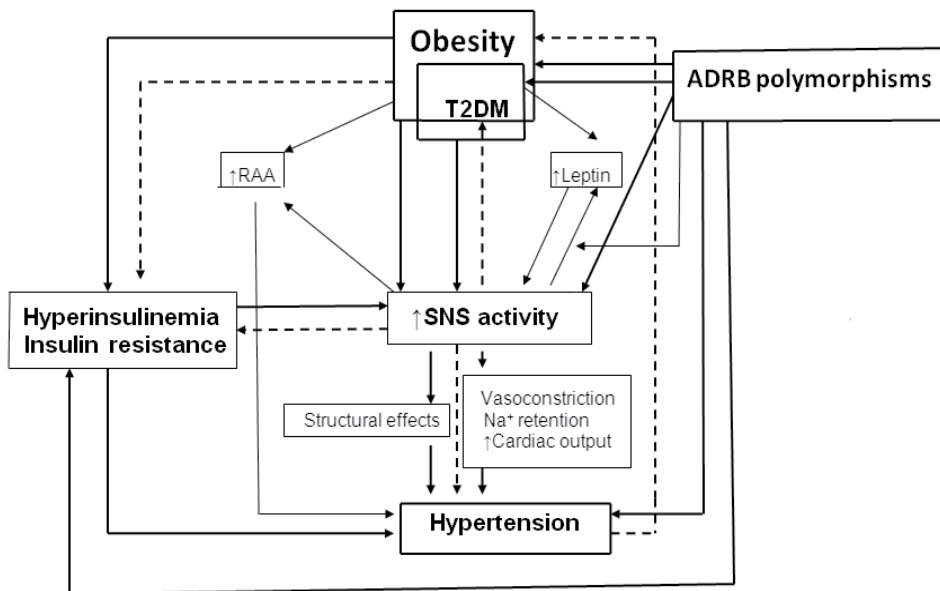 Obesity
ADRB polymorphisms
T2DM
↑RAA
↑Leptin
Hyperinsulinemia
Insulin resistance
↑SNS activity
Structural effects
Vasoconstriction
Na⁺ retention
↑Cardiac output
Hypertension